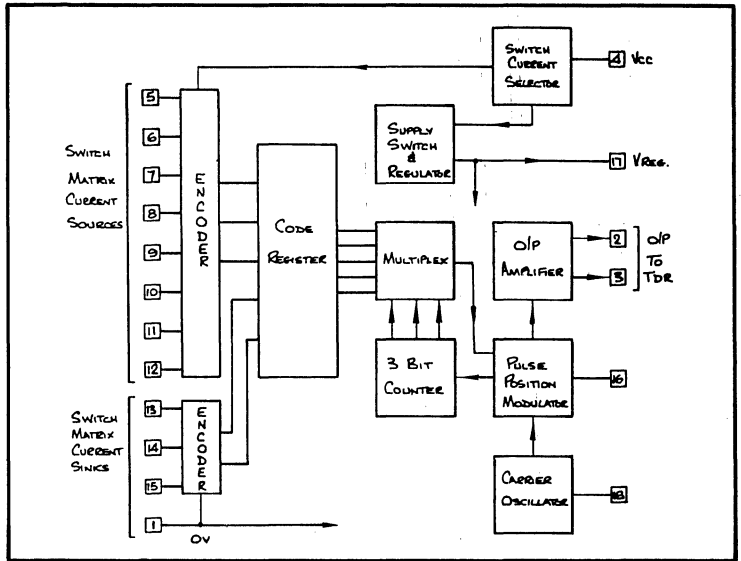 SWITCH
CURRENT
SELECTOR
4 VCC
5
6
7
8
9
10
11
12
SWITCH
MATRIX
CURRENT
SOURCES
ENCODER
SUPPLY
SWITCH
&
REGULATOR
17 VREG.
CODE
REGISTER
MULTIPLEX
O/P
AMPLIFIER
2
3
O/P
TO
TDR
3 BIT
COUNTER
PULSE
POSITION
MODULATOR
16
13
14
15
SWITCH
MATRIX
CURRENT
SINKS
ENCODER
CARRIER
OSCILLATOR
18
1
OV